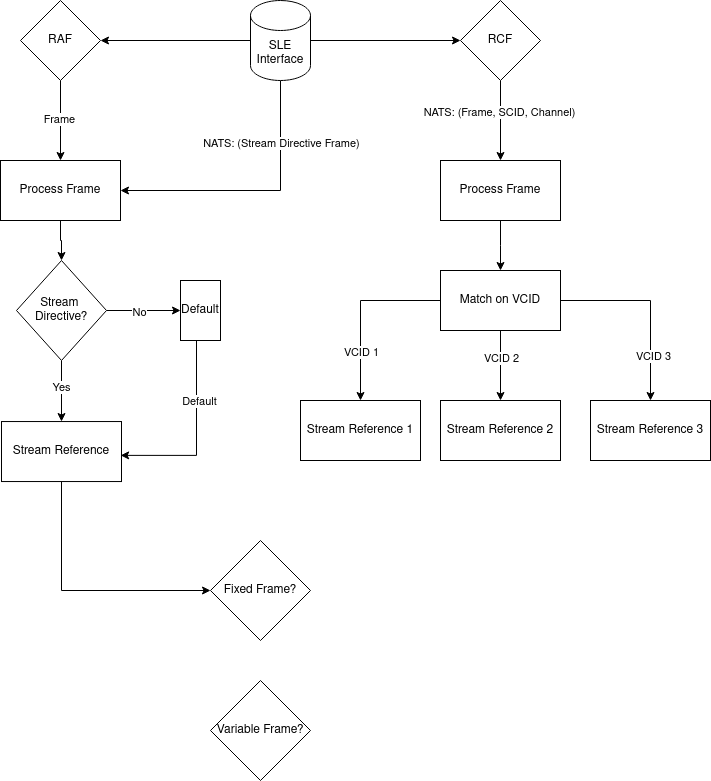 RAF
SLE
Interface
RCF
Frame
NATS: (Frame, SCID, Channel)
NATS: (Stream Directive Frame)
Process Frame
Process Frame
Stream
Directive?
No
Default
Match on VCID
VCID 1
VCID 2
VCID 3
Yes
Default
Stream Reference
Stream Reference 1
Stream Reference 2
Stream Reference 3
Fixed Frame?
Variable Frame?